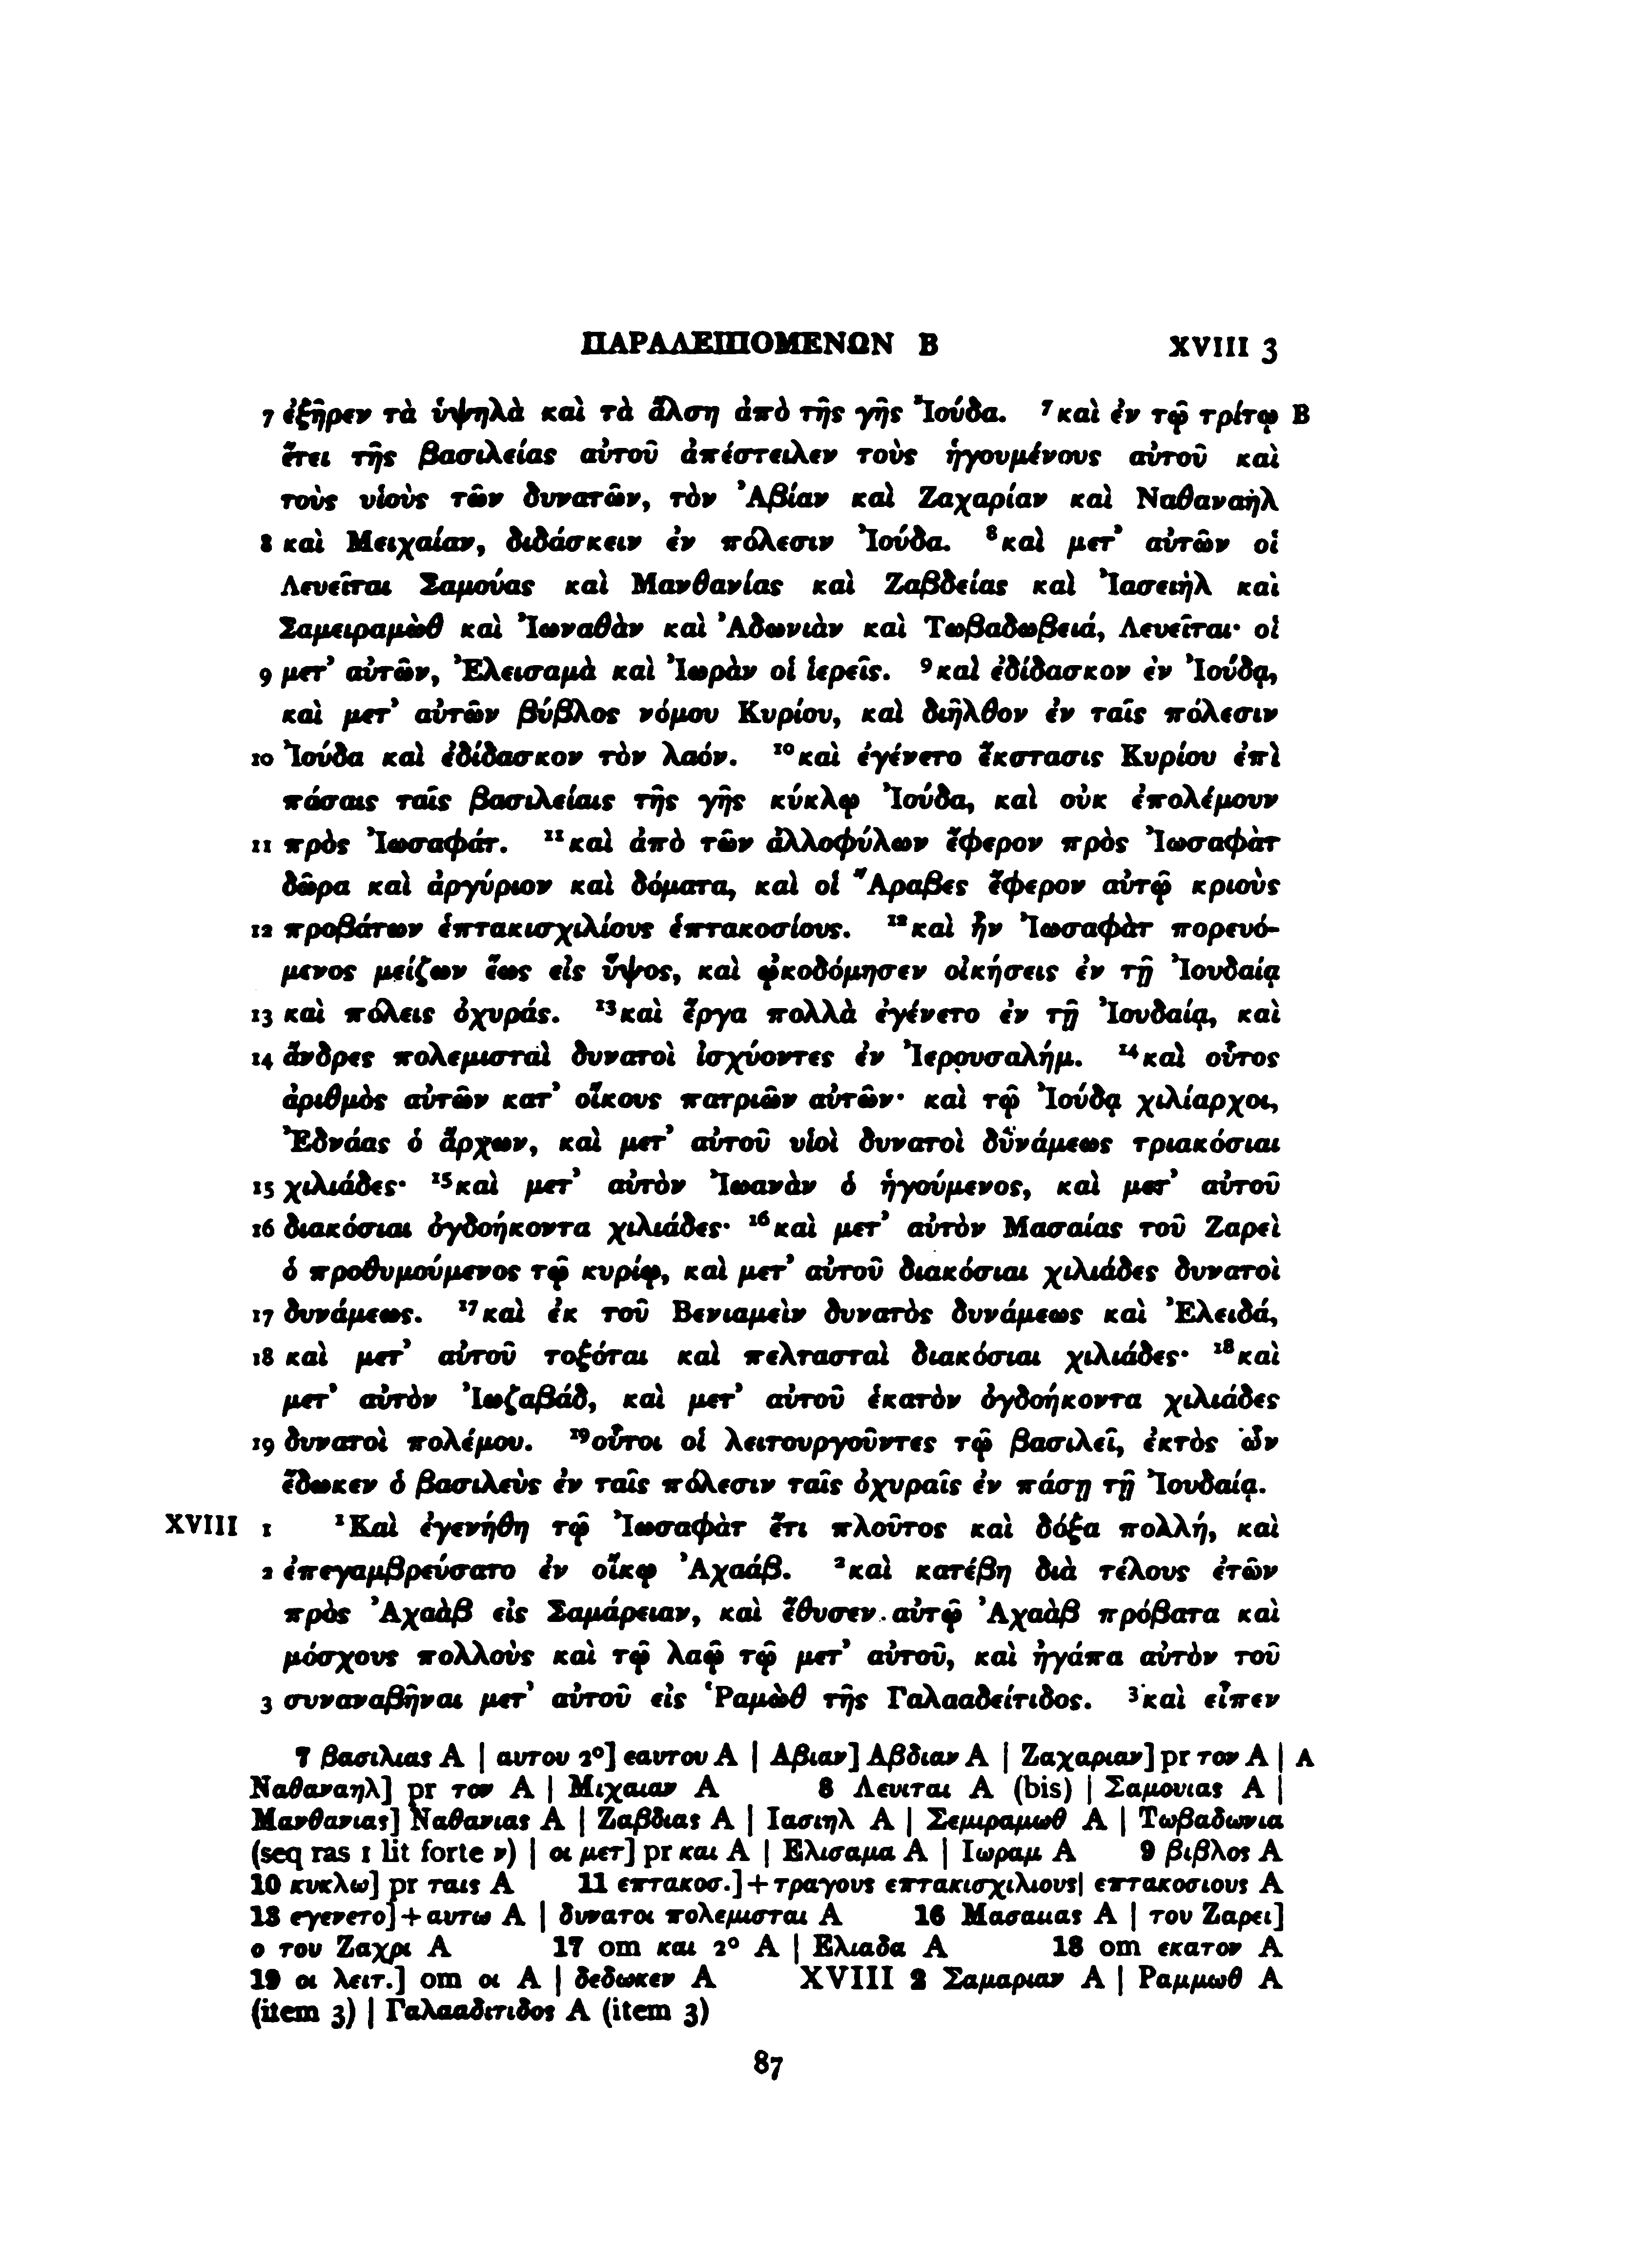 ΠΑΡΑΛΕΙΠΟΜΕΝΩΝ Β XVIII 3
7 ἐξῆρεν τὰ ὑψηλὰ καὶ τὰ ἄλση ἀπὸ τῆς γῆς Ἰούδα. ⁷καὶ ἐν τῷ τρίτῳ B
ἔτει τῆς βασιλείας αὐτοῦ ἀπέστειλεν τοὺς ἡγουμένους αὐτοῦ καὶ
τοὺς υἱοὺς τῶν δυνατῶν, τὸν Ἀβίαν καὶ Ζαχαρίαν καὶ Ναθαναὴλ
8 καὶ Μειχαίαν, διδάσκειν ἐν πόλεσιν Ἰούδα. ⁸καὶ μετ’ αὐτῶν οἱ
Λευεῖται Σαμούας καὶ Μανθανίας καὶ Ζαβδείας καὶ Ἰασειὴλ καὶ
Σαμειραμὼθ καὶ Ἰωναθὰν καὶ Ἀδωνιὰν καὶ Τωβαδωβειά, Λευεῖται· οἱ
9 μετ’ αὐτῶν, Ἐλεισαμὰ καὶ Ἰωρὰν οἱ ἱερεῖς. ⁹καὶ ἐδίδασκον ἐν Ἰούδᾳ,
καὶ μετ’ αὐτῶν βύβλος νόμου Κυρίου, καὶ διῆλθον ἐν ταῖς πόλεσιν
10 Ἰούδα καὶ ἐδίδασκον τὸν λαόν. ¹⁰καὶ ἐγένετο ἔκστασις Κυρίου ἐπὶ
πάσαις ταῖς βασιλείαις τῆς γῆς κύκλῳ Ἰούδα, καὶ οὐκ ἐπολέμουν
11 πρὸς Ἰωσαφάτ. ¹¹καὶ ἀπὸ τῶν ἀλλοφύλων ἔφερον πρὸς Ἰωσαφὰτ
δῶρα καὶ ἀργύριον καὶ δόματα, καὶ οἱ Ἄραβες ἔφερον αὐτῷ κριοὺς
12 προβάτων ἑπτακισχιλίους ἑπτακοσίους. ¹²καὶ ἦν Ἰωσαφὰτ πορευό-
μενος μείζων ἕως εἰς ὕψος, καὶ ᾠκοδόμησεν οἰκήσεις ἐν τῇ Ἰουδαίᾳ
13 καὶ πόλεις ὀχυράς. ¹³καὶ ἔργα πολλὰ ἐγένετο ἐν τῇ Ἰουδαίᾳ, καὶ
14 ἄνδρες πολεμισταὶ δυνατοὶ ἰσχύοντες ἐν Ἰερουσαλήμ. ¹⁴καὶ οὗτος
ἀριθμὸς αὐτῶν κατ’ οἴκους πατριῶν αὐτῶν· καὶ τῷ Ἰούδᾳ χιλίαρχοι,
Ἐδνάας ὁ ἄρχων, καὶ μετ’ αὐτοῦ υἱοὶ δυνατοὶ δυνάμεως τριακόσιαι
15 χιλιάδες· ¹⁵καὶ μετ’ αὐτὸν Ἰωανὰν ὁ ἡγούμενος, καὶ μετ’ αὐτοῦ
16 διακόσιαι ὀγδοήκοντα χιλιάδες· ¹⁶καὶ μετ’ αὐτὸν Μασαίας τοῦ Ζαρεὶ
ὁ προθυμούμενος τῷ κυρίῳ, καὶ μετ’ αὐτοῦ διακόσιαι χιλιάδες δυνατοὶ
17 δυνάμεως. ¹⁷καὶ ἐκ τοῦ Βενιαμεὶν δυνατὸς δυνάμεως καὶ Ἐλειδά,
18 καὶ μετ’ αὐτοῦ τοξόται καὶ πελτασταὶ διακόσιαι χιλιάδες· ¹⁸καὶ
μετ’ αὐτὸν Ἰωζαβάδ, καὶ μετ’ αὐτοῦ ἑκατὸν ὀγδοήκοντα χιλιάδες
19 δυνατοὶ πολέμου. ¹⁹οὗτοι οἱ λειτουργοῦντες τῷ βασιλεῖ, ἐκτὸς ὧν
ἔδωκεν ὁ βασιλεὺς ἐν ταῖς πόλεσιν ταῖς ὀχυραῖς ἐν πάσῃ τῇ Ἰουδαίᾳ.
XVIII 1 ¹Καὶ ἐγενήθη τῷ Ἰωσαφὰτ ἔτι πλοῦτος καὶ δόξα πολλή, καὶ
2 ἐπεγαμβρεύσατο ἐν οἴκῳ Ἀχαάβ. ²καὶ κατέβη διὰ τέλους ἐτῶν
πρὸς Ἀχαὰβ εἰς Σαμάρειαν, καὶ ἔθυσεν αὐτῷ Ἀχαὰβ πρόβατα καὶ
μόσχους πολλοὺς καὶ τῷ λαῷ τῷ μετ’ αὐτοῦ, καὶ ἠγάπα αὐτὸν τοῦ
3 συναναβῆναι μετ’ αὐτοῦ εἰς Ῥαμὼθ τῆς Γαλααδείτιδος. ³καὶ εἶπεν
7 βασιλιας A | αυτου 2º] εαυτου A | Αβιαν] Αβδιαν A | Ζαχαριαν] pr τον A | A
Ναθαναηλ] pr τον A | Μιχαιαν A 8 Λευιται A (bis) | Σαμουιας A |
Μανθανιας] Ναθανιας A | Ζαβδιας A | Ιασιηλ A | Σεμιραμωθ A | Τωβαδωνια
(seq ras 1 lit forte ν) | οι μετ] pr και A | Ελισαμα A | Ιωραμ A 9 βιβλος A
10 κυκλω] pr ταις A 11 επτακοσ.]+τραγους επτακισχιλιους| επτακοσιους A
13 εγενετο]+αυτω A | δυνατοι πολεμισται A 16 Μασαιας A | του Ζαρει]
ο του Ζαχρι A 17 om και 2º A | Ελιαδα A 18 om εκατον A
19 οι λειτ.] om οι A | δεδωκεν A XVIII 2 Σαμαριαν A | Ραμμωθ A
(item 3) | Γαλααδιτιδος A (item 3)
87